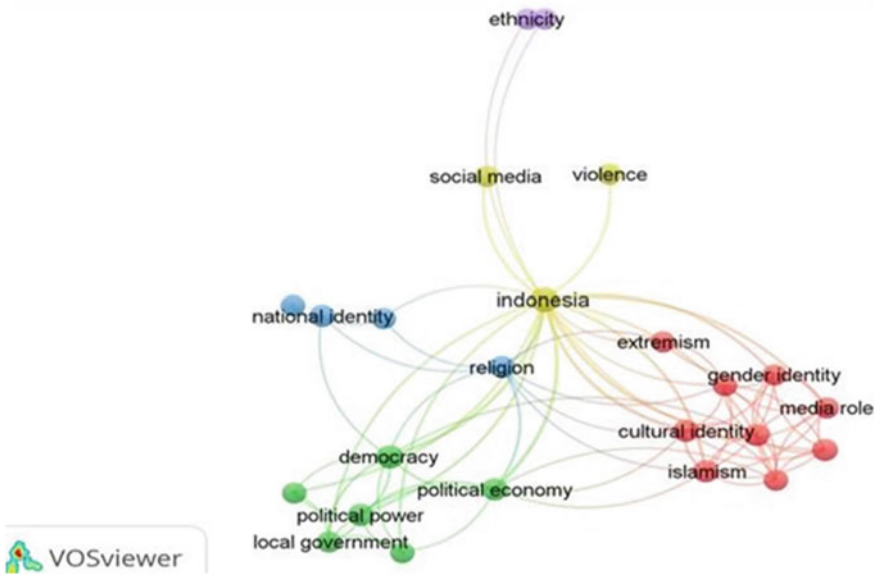 ethnicity
social media
violence
indonesia
national identity
extremism
religion
gender identity
media role
cultural identity
democracy
islamism
political economy
political power
local government
VOSviewer